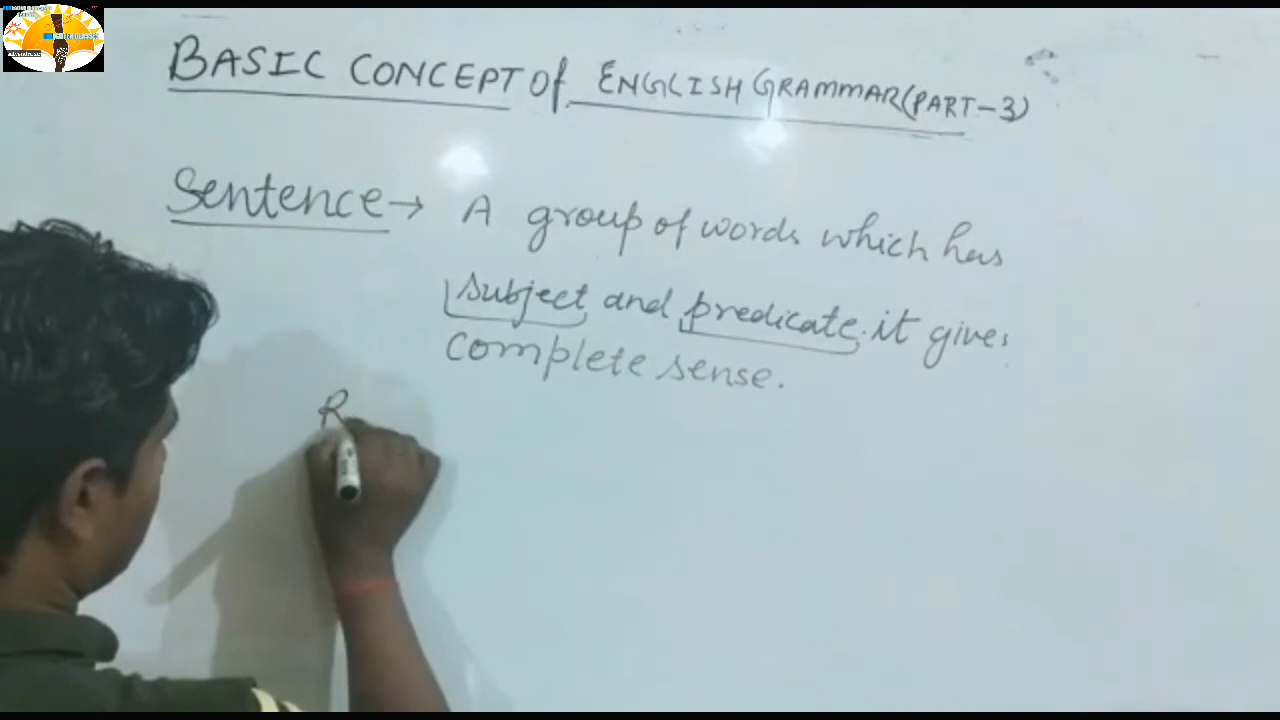 BASIC CONCEPT Of ENGLISH GRAMMAR (PART-3)
Sentence → A group of words which has
subject and predicate. it gives
complete sense.
R